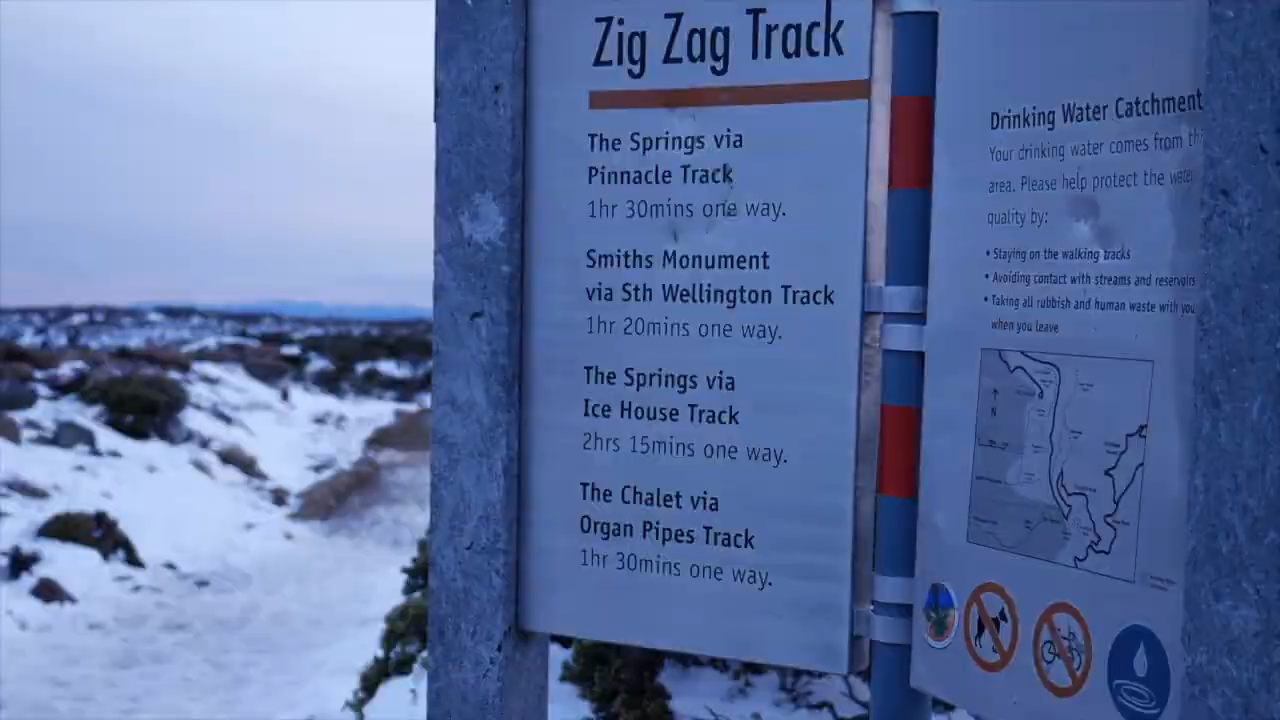 Zig Zag Track
The Springs via
Pinnacle Track
1hr 30mins one way.
Smiths Monument
via Sth Wellington Track
1hr 20mins one way.
The Springs via
Ice House Track
2hrs 15mins one way.
The Chalet via
Organ Pipes Track
1hr 30mins one way.
Drinking Water Catchment
Your drinking water comes from
area. Please help protect the water
quality by:
• Staying on the walking tracks
• Avoiding contact with streams and reservoirs
• Taking all rubbish and human waste with you
when you leave
N